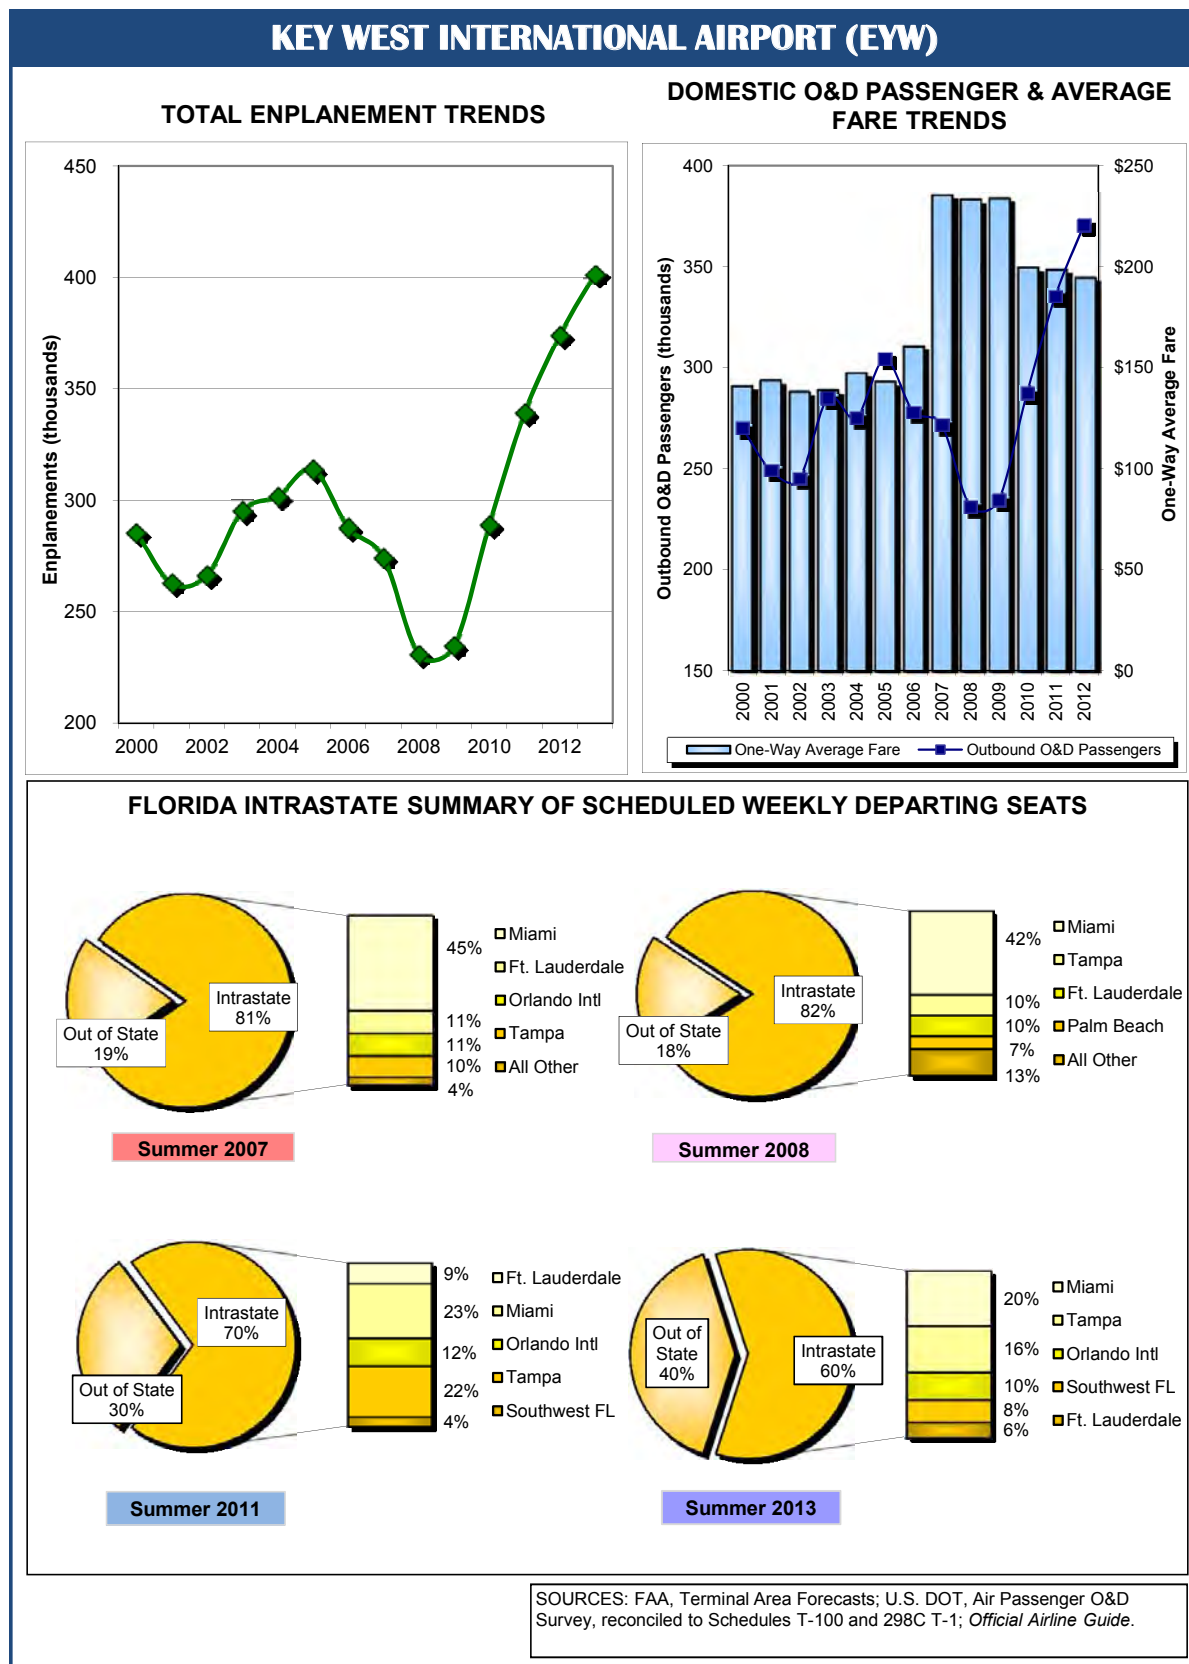 KEY WEST INTERNATIONAL AIRPORT (EYW)
TOTAL ENPLANEMENT TRENDS
450
400
350
300
250
200
Enplanements (thousands)
2000 2002 2004 2006 2008 2010 2012
DOMESTIC O&D PASSENGER & AVERAGE
FARE TRENDS
400
350
300
250
200
150
Outbound O&D Passengers (thousands)
$250
$200
$150
$100
$50
$0
One-Way Average Fare
2000 2001 2002 2003 2004 2005 2006 2007 2008 2009 2010 2011 2012
One-Way Average Fare Outbound O&D Passengers
FLORIDA INTRASTATE SUMMARY OF SCHEDULED WEEKLY DEPARTING SEATS
Intrastate
81%
Out of State
19%
45%
11%
11%
10%
4%
Miami
Ft. Lauderdale
Orlando Intl
Tampa
All Other
Summer 2007
Intrastate
82%
Out of State
18%
42%
10%
10%
7%
13%
Miami
Tampa
Ft. Lauderdale
Palm Beach
All Other
Summer 2008
Intrastate
70%
Out of State
30%
9%
23%
12%
22%
4%
Ft. Lauderdale
Miami
Orlando Intl
Tampa
Southwest FL
Summer 2011
Out of
State
40%
Intrastate
60%
20%
16%
10%
8%
6%
Miami
Tampa
Orlando Intl
Southwest FL
Ft. Lauderdale
Summer 2013
SOURCES: FAA, Terminal Area Forecasts; U.S. DOT, Air Passenger O&D
Survey, reconciled to Schedules T-100 and 298C T-1; Official Airline Guide.